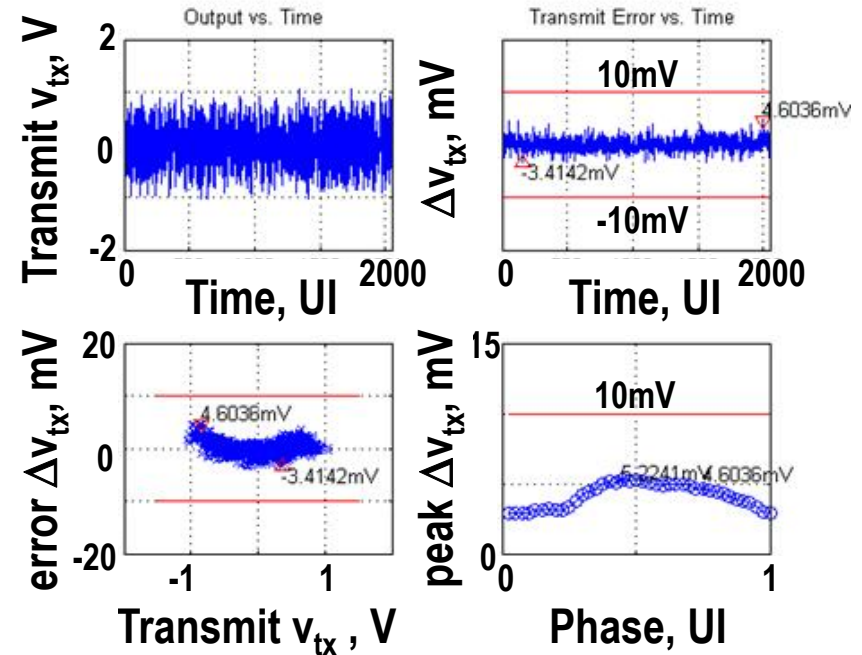 Output vs. Time
Transmit v_tx, V
2
0
-2
0
2000
Time, UI
Transmit Error vs. Time
Δv_tx, mV
10mV
4.6036mV
-3.4142mV
-10mV
0
2000
Time, UI
error Δv_tx, mV
20
0
-20
4.6036mV
-3.4142mV
-1
1
Transmit v_tx , V
peak Δv_tx, mV
15
0
10mV
5.2241mV
4.6036mV
0
1
Phase, UI